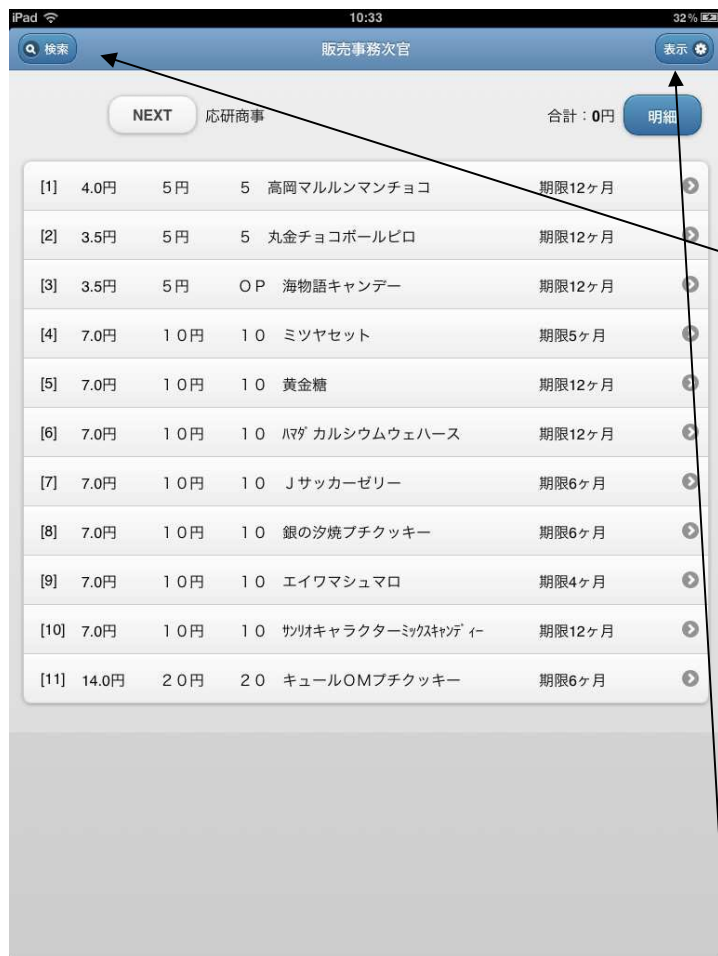 iPad 10:33 32%
検索 販売事務次官 表示
NEXT 応研商事 合計：0円 明細
[1] 4.0円 ５円 ５ 高岡マルルンマンチョコ 期限12ヶ月
[2] 3.5円 ５円 ５ 丸金チョコボールピロ 期限12ヶ月
[3] 3.5円 ５円 ＯＰ 海物語キャンデー 期限12ヶ月
[4] 7.0円 １０円 １０ ミツヤセット 期限5ヶ月
[5] 7.0円 １０円 １０ 黄金糖 期限12ヶ月
[6] 7.0円 １０円 １０ ﾊﾏﾀﾞカルシウムウェハース 期限12ヶ月
[7] 7.0円 １０円 １０ Ｊサッカーゼリー 期限6ヶ月
[8] 7.0円 １０円 １０ 銀の汐焼プチクッキー 期限6ヶ月
[9] 7.0円 １０円 １０ エイワマシュマロ 期限4ヶ月
[10] 7.0円 １０円 １０ ｻﾝﾘｵキャラクターﾐｯｸｽｷｬﾝﾃﾞｨｰ 期限12ヶ月
[11] 14.0円 ２０円 ２０ キュールＯＭプチクッキー 期限6ヶ月